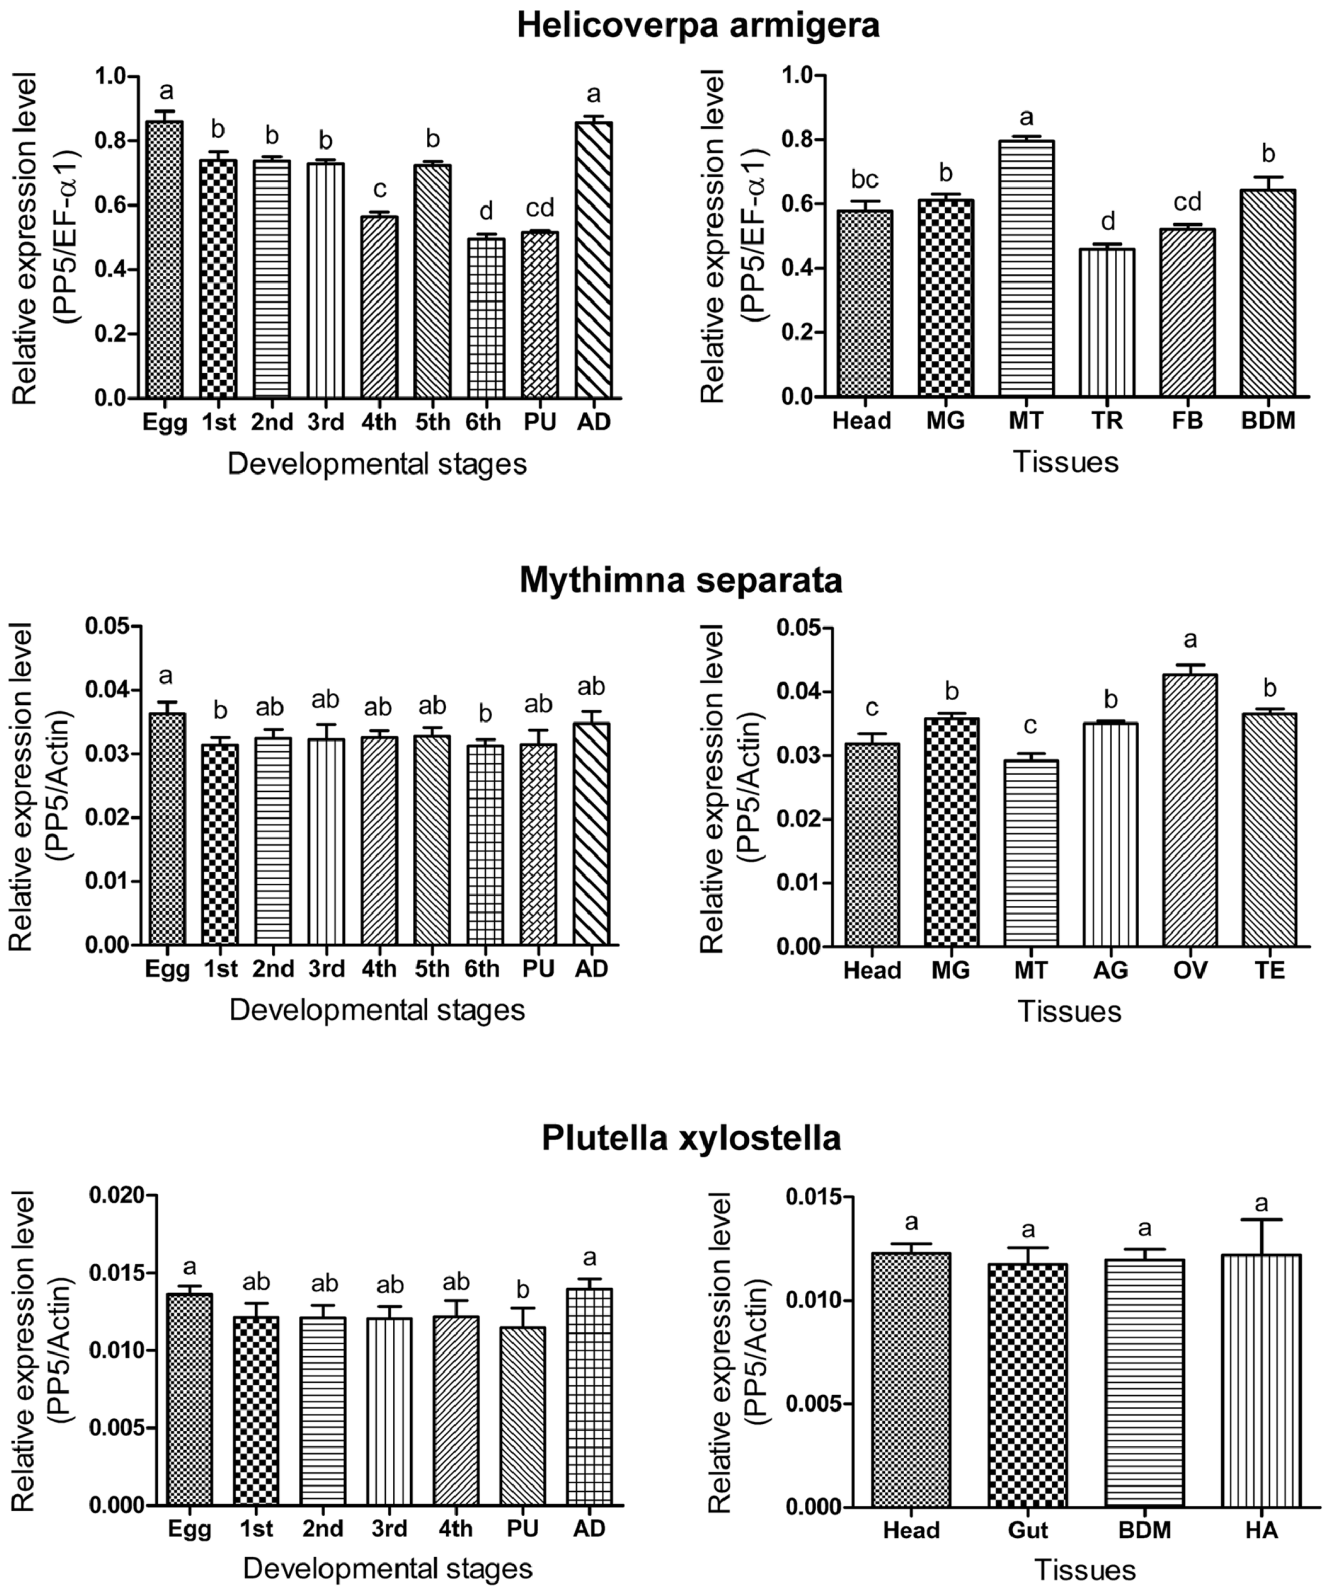 Helicoverpa armigera
Relative expression level
(PP5/EF-α1)
1.0
0.8
0.6
0.4
0.2
0.0
a b b b c b d cd a
Egg 1st 2nd 3rd 4th 5th 6th PU AD
Developmental stages
Relative expression level
(PP5/EF-α1)
1.0
0.8
0.6
0.4
0.2
0.0
bc b a d cd b
Head MG MT TR FB BDM
Tissues
Mythimna separata
Relative expression level
(PP5/Actin)
0.05
0.04
0.03
0.02
0.01
0.00
a b ab ab ab ab b ab ab
Egg 1st 2nd 3rd 4th 5th 6th PU AD
Developmental stages
Relative expression level
(PP5/Actin)
0.05
0.04
0.03
0.02
0.01
0.00
c b c b a b
Head MG MT AG OV TE
Tissues
Plutella xylostella
Relative expression level
(PP5/Actin)
0.020
0.015
0.010
0.005
0.000
a ab ab ab ab b a
Egg 1st 2nd 3rd 4th PU AD
Developmental stages
Relative expression level
(PP5/Actin)
0.015
0.010
0.005
0.000
a a a a
Head Gut BDM HA
Tissues